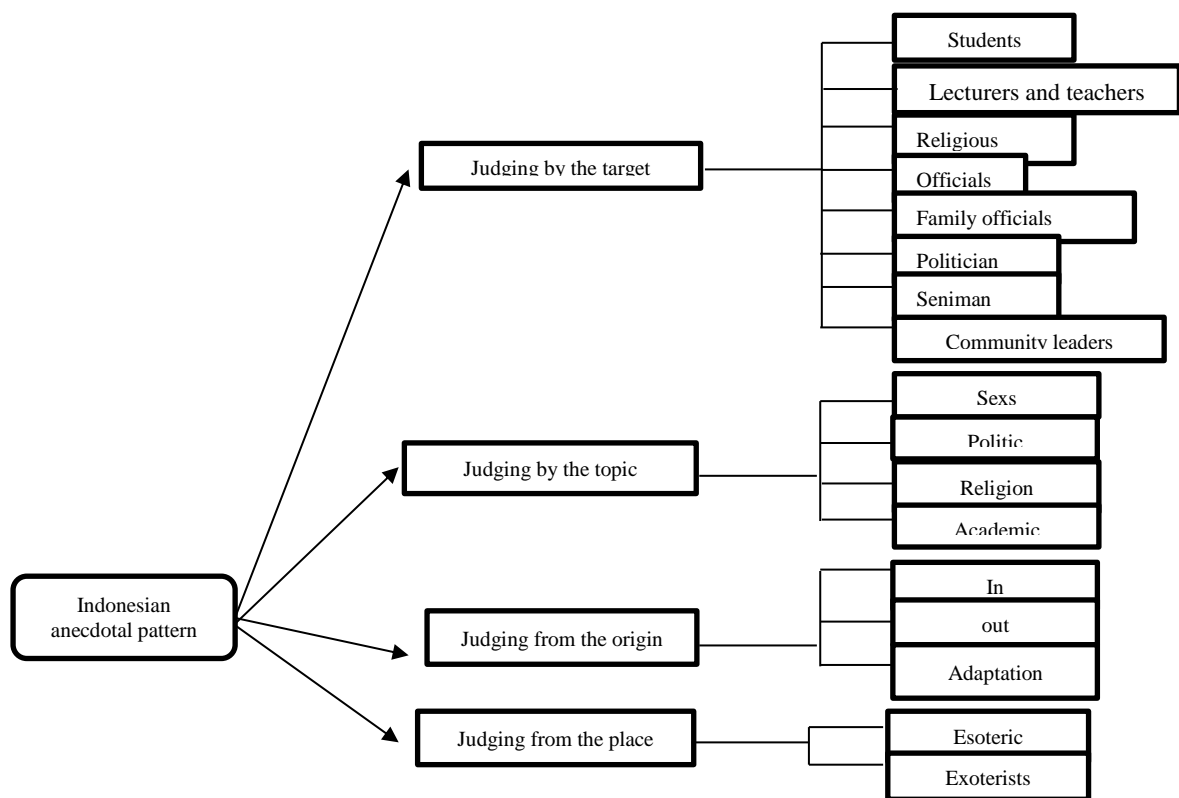 Students
Lecturers and teachers
Religious
Judging by the target
Officials
Family officials
Politician
Seniman
Community leaders
Sexs
Politic
Judging by the topic
Religion
Academic
Indonesian
anecdotal pattern
In
out
Judging from the origin
Adaptation
Judging from the place
Esoteric
Exoterists